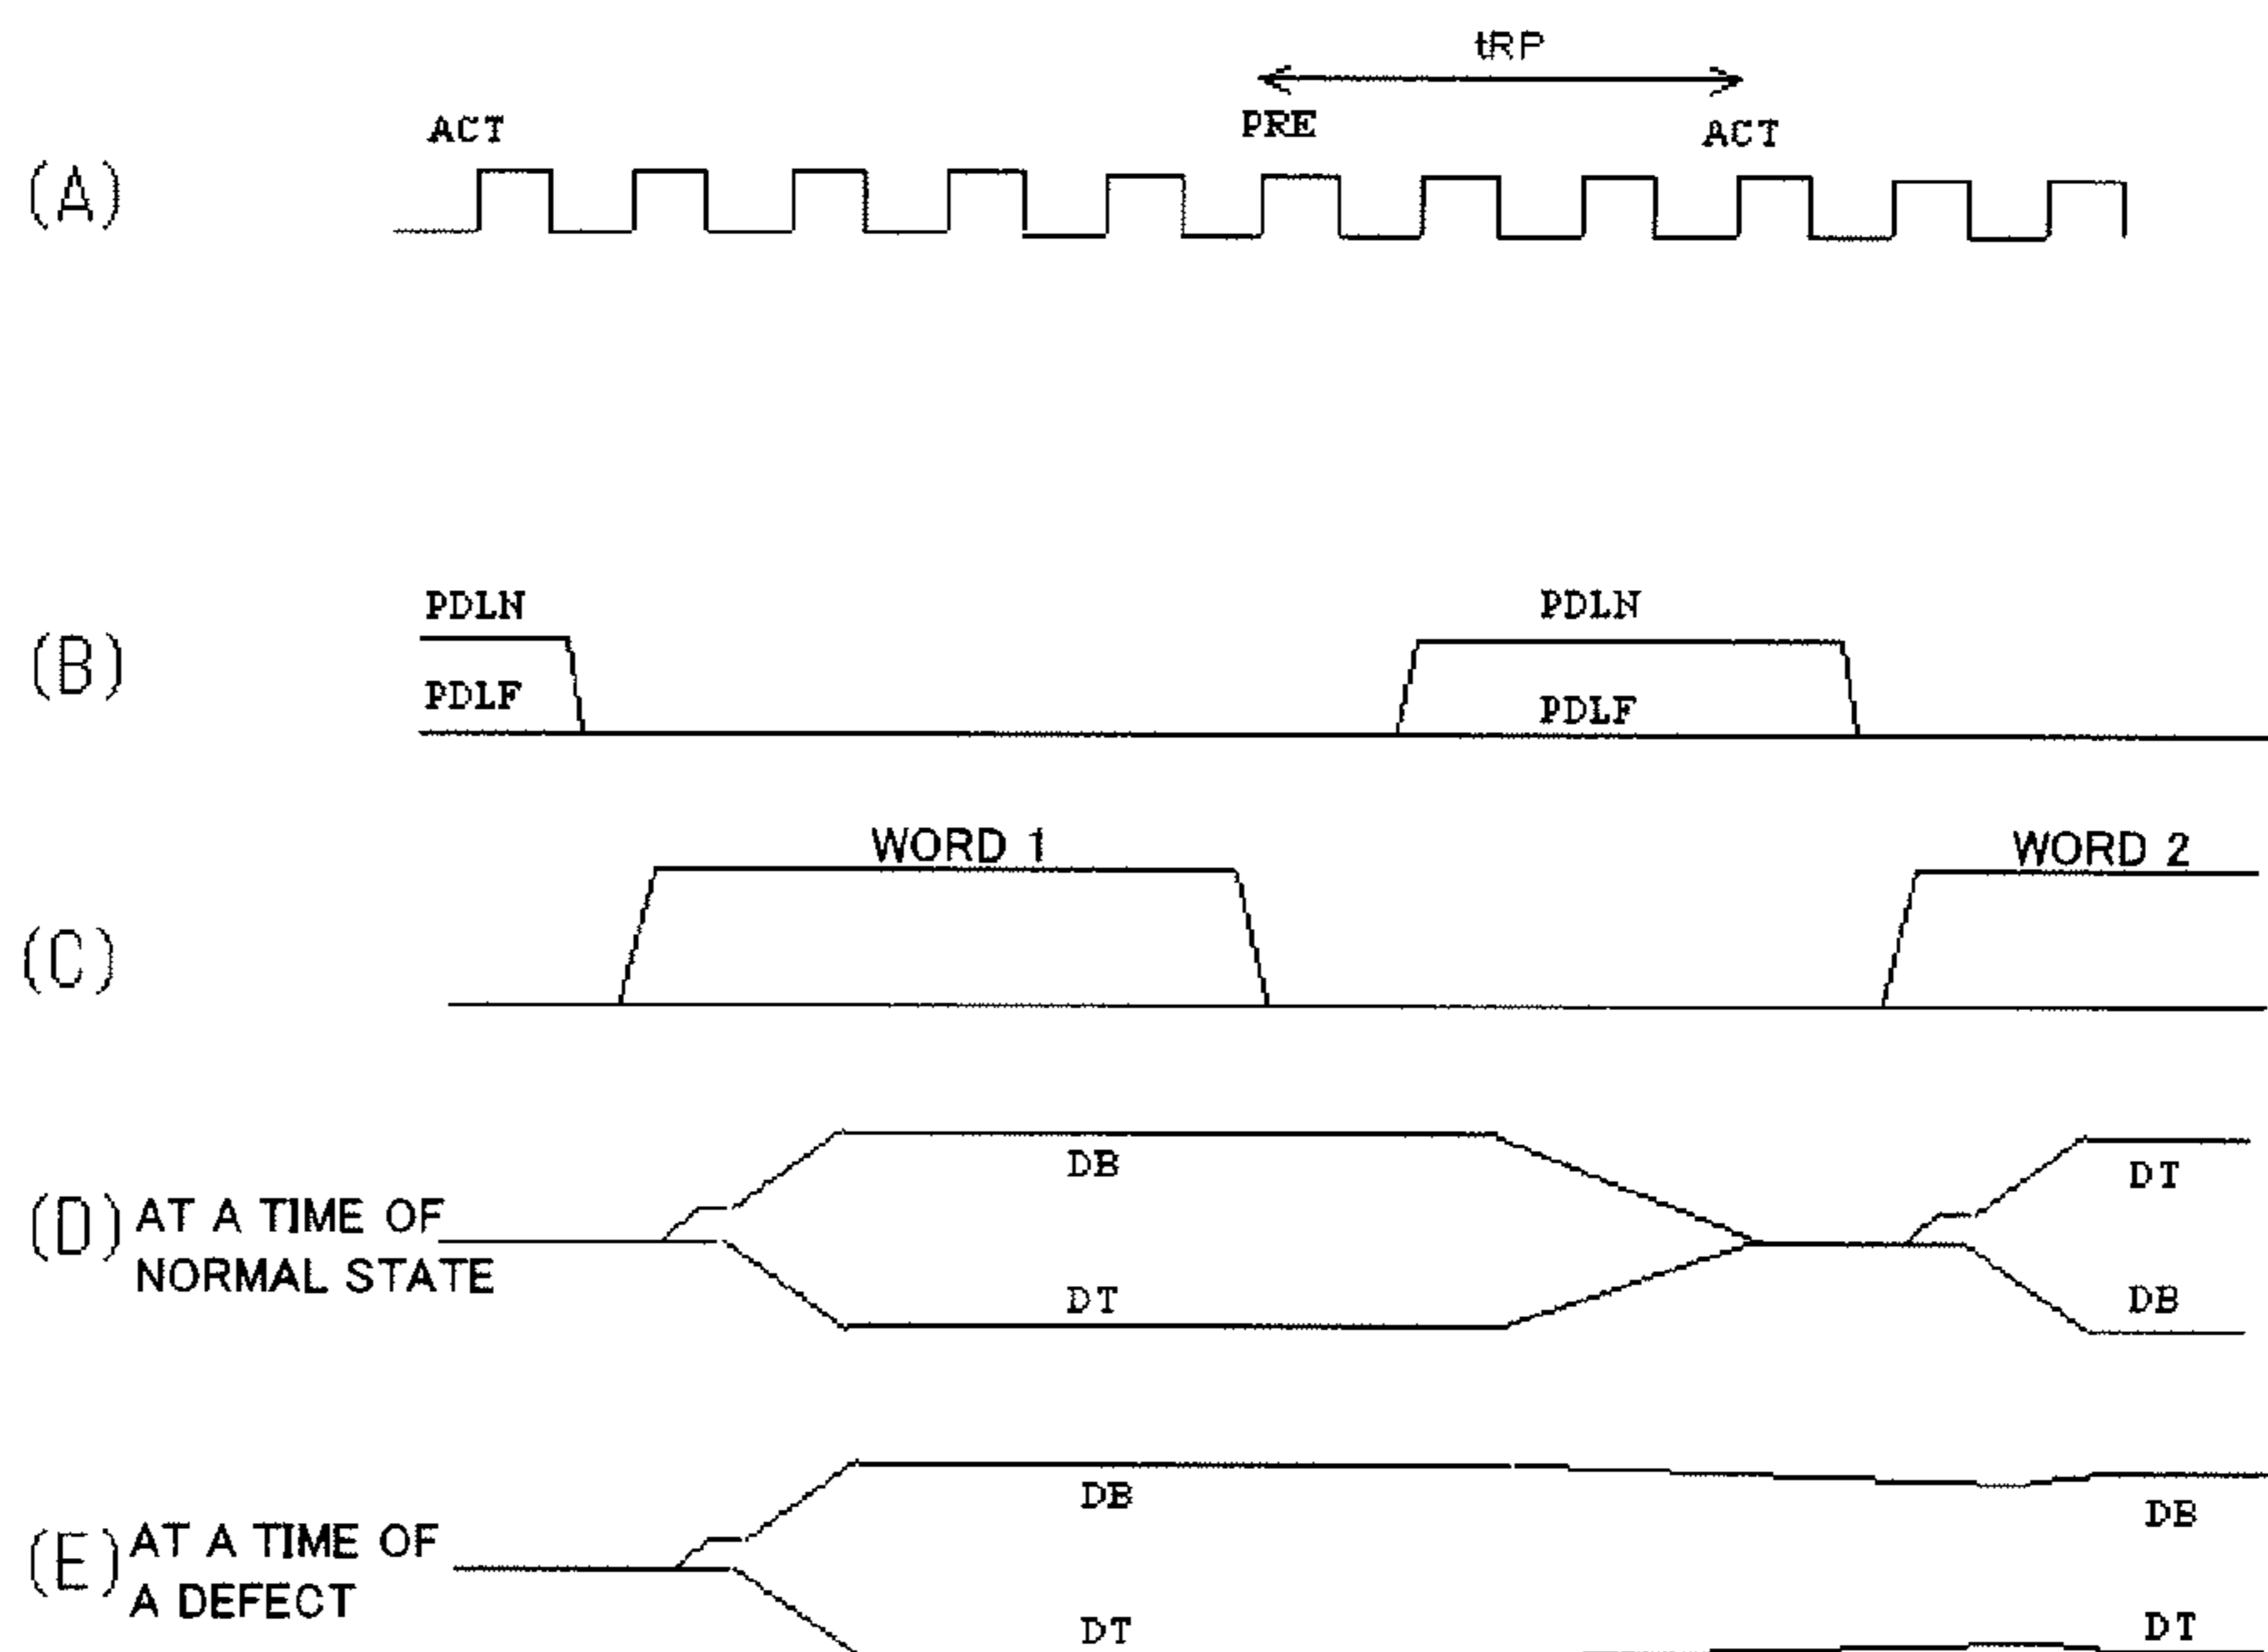 tRP
ACT
PRE
ACT
(A)
PDLN
PDLN
(B)
PDLF
PDLF
WORD 1
WORD 2
(C)
DB
DT
(D) AT A TIME OF
NORMAL STATE
DT
DB
DB
DB
(E) AT A TIME OF
A DEFECT
DT
DT